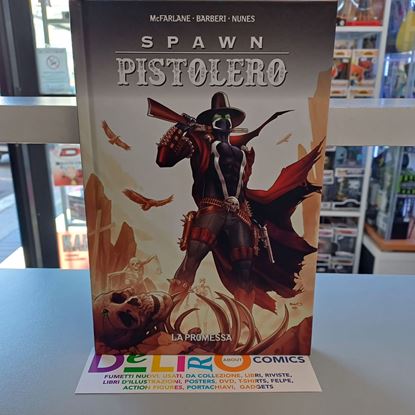 McFARLANE • BARBERI • NUNES
SPAWN
PISTOLERO
LA PROMESSA
ABOUT
COMICS
FUMETTI NUOVI, USATI, DA COLLEZIONE, LIBRI, RIVISTE,
LIBRI D'ILLUSTRAZIONI, POSTERS, DVD, T-SHIRTS, FELPE,
ACTION FIGURES, PORTACHIAVI, GADGETS